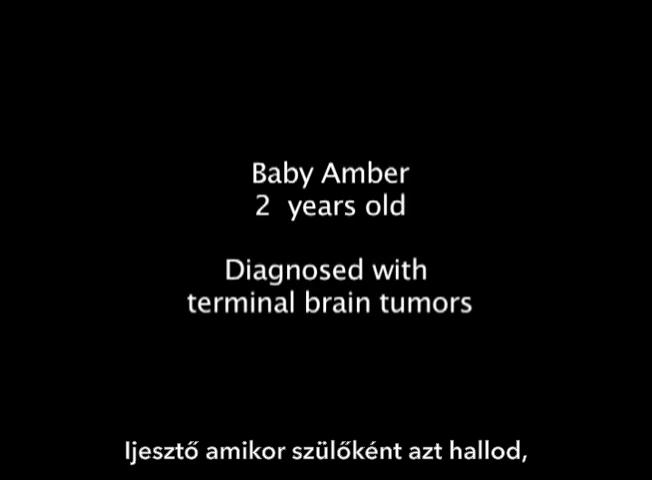 Baby Amber
2 years old
Diagnosed with
terminal brain tumors
Ijesztő amikor szülőként azt hallod,